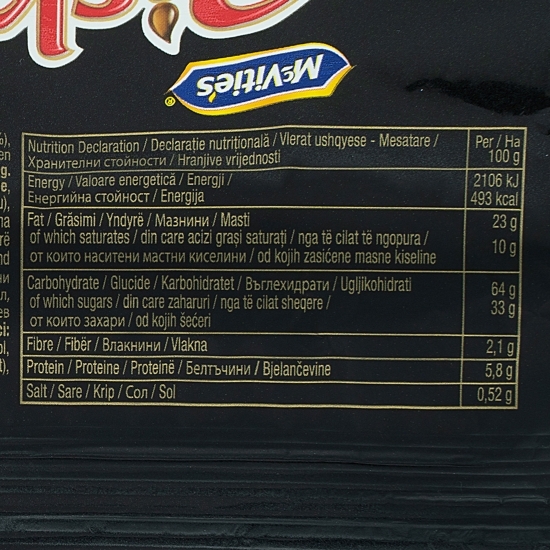 McVitie's
®
Nutrition Declaration / Declarație nutrițională / Vlerat ushqyese - Mesatare / Per / Ha
Хранителни стойности / Hranjive vrijednosti 100 g
Energy / Valoare energetică / Energji / 2106 kJ
Енергийна стойност / Energija 493 kcal
Fat / Grăsimi / Yndyrë / Мазнини / Masti 23 g
of which saturates / din care acizi grași saturați / nga të cilat të ngopura / 10 g
от които наситени мастни киселини / od kojih zasićene masne kiseline
Carbohydrate / Glucide / Karbohidratet / Въглехидрати / Ugljikohidrati 64 g
of which sugars / din care zaharuri / nga të cilat sheqere / 33 g
от които захари / od kojih šećeri
Fibre / Fibër / Влакнини / Vlakna 2,1 g
Protein / Proteine / Proteinë / Белтъчини / Bjelančevine 5,8 g
Salt / Sare / Krip / Сол / Sol 0,52 g